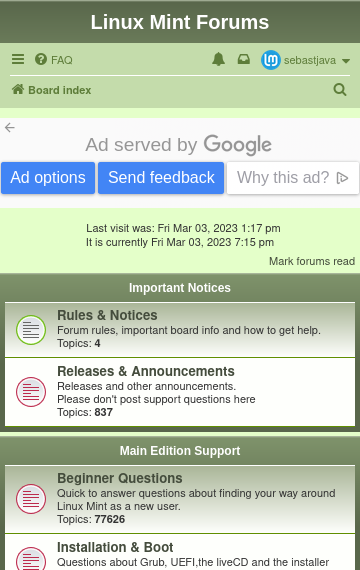 Linux Mint Forums
FAQ
sebastjava
Board index
Ad served by Google
Ad options
Send feedback
Why this ad?
Last visit was: Fri Mar 03, 2023 1:17 pm
It is currently Fri Mar 03, 2023 7:15 pm
Mark forums read
Important Notices
Rules & Notices
Forum rules, important board info and how to get help.
Topics: 4
Releases & Announcements
Releases and other announcements.
Please don't post support questions here
Topics: 837
Main Edition Support
Beginner Questions
Quick to answer questions about finding your way around
Linux Mint as a new user.
Topics: 77626
Installation & Boot
Questions about Grub, UEFI,the liveCD and the installer